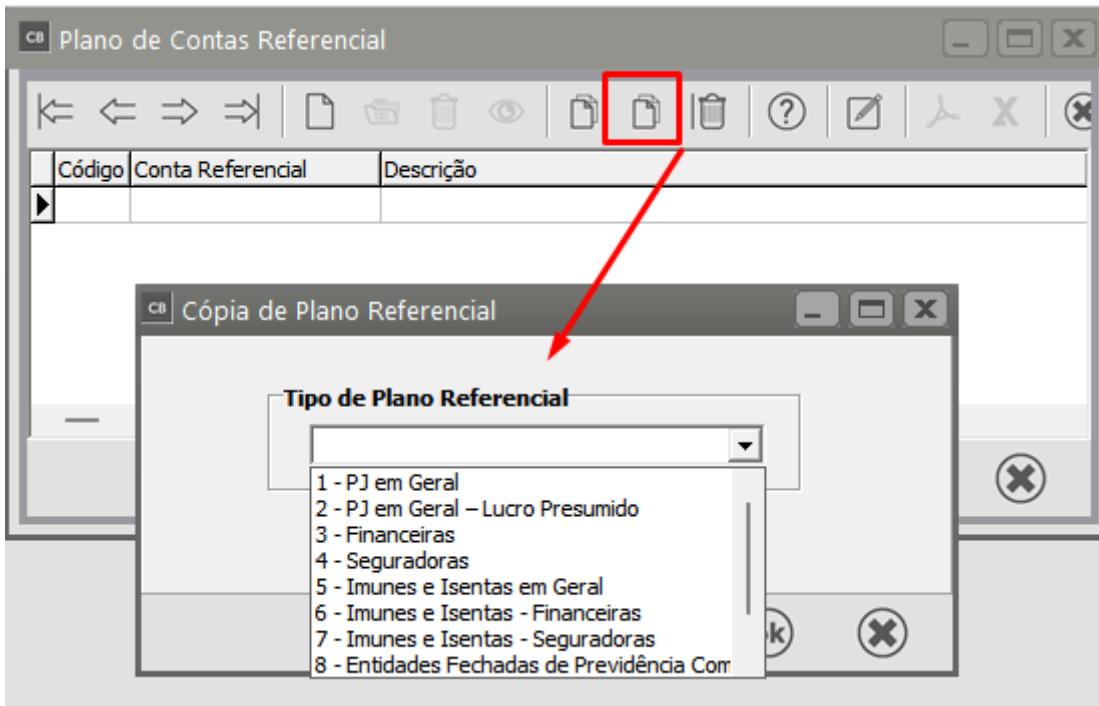 CB Plano de Contas Referencial
Código Conta Referencial Descrição
CB Cópia de Plano Referencial
Tipo de Plano Referencial
1 - PJ em Geral
2 - PJ em Geral – Lucro Presumido
3 - Financeiras
4 - Seguradoras
5 - Imunes e Isentas em Geral
6 - Imunes e Isentas - Financeiras
7 - Imunes e Isentas - Seguradoras
8 - Entidades Fechadas de Previdência Com